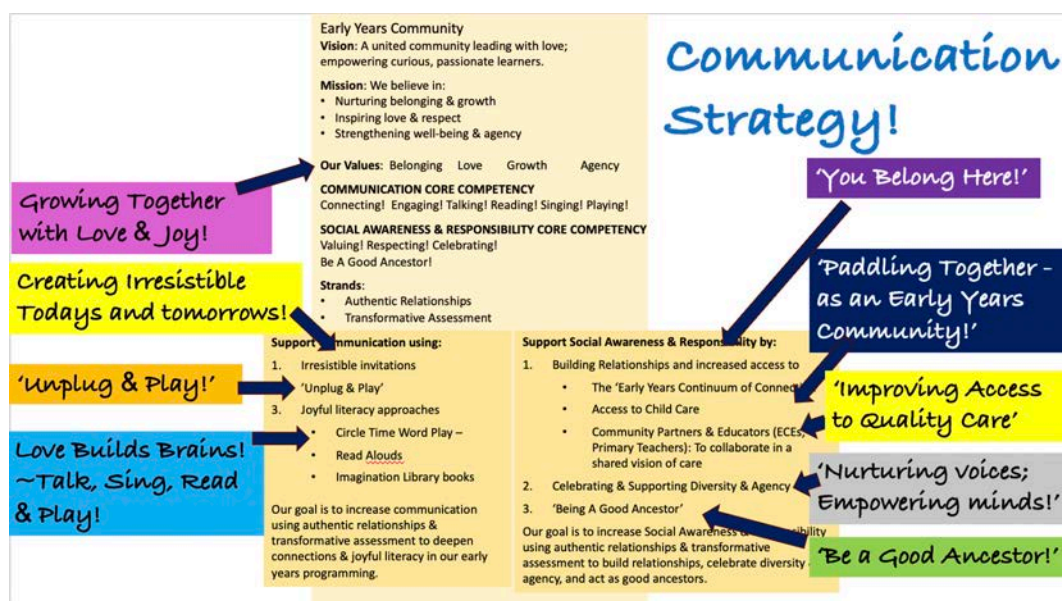 Communication
Strategy!
Early Years Community
Vision: A united community leading with love;
empowering curious, passionate learners.
Mission: We believe in:
• Nurturing belonging & growth
• Inspiring love & respect
• Strengthening well-being & agency
Our Values: Belonging Love Growth Agency
COMMUNICATION CORE COMPETENCY
Connecting! Engaging! Talking! Reading! Singing! Playing!
SOCIAL AWARENESS & RESPONSIBILITY CORE COMPETENCY
Valuing! Respecting! Celebrating!
Be A Good Ancestor!
Strands:
• Authentic Relationships
• Transformative Assessment
Growing Together
with Love & Joy!
Creating Irresistible
Todays and tomorrows!
'Unplug & Play!'
Love Builds Brains!
~Talk, Sing, Read
& Play!
Support Communication using:
1. Irresistible invitations
'Unplug & Play'
3. Joyful literacy approaches
• Circle Time Word Play –
• Read Alouds
• Imagination Library books
Our goal is to increase communication
using authentic relationships &
transformative assessment to deepen
connections & joyful literacy in our early
years programming.
Support Social Awareness & Responsibility by:
1. Building Relationships and increased access to
• The 'Early Years Continuum of
• Access to Child Care
• Community Partners & Educators (ECEs,
Primary Teachers): To collaborate in a
shared vision of care
2. Celebrating & Supporting Diversity & Agency
3. 'Being A Good Ancestor'
Our goal is to increase Social Awareness &
using authentic relationships & transformative
assessment to build relationships, celebrate diversity
agency, and act as good ancestors.
'You Belong Here!'
'Paddling Together -
as an Early Years
Community!'
'Improving Access
to Quality Care'
'Nurturing voices;
Empowering minds!'
'Be a Good Ancestor!'